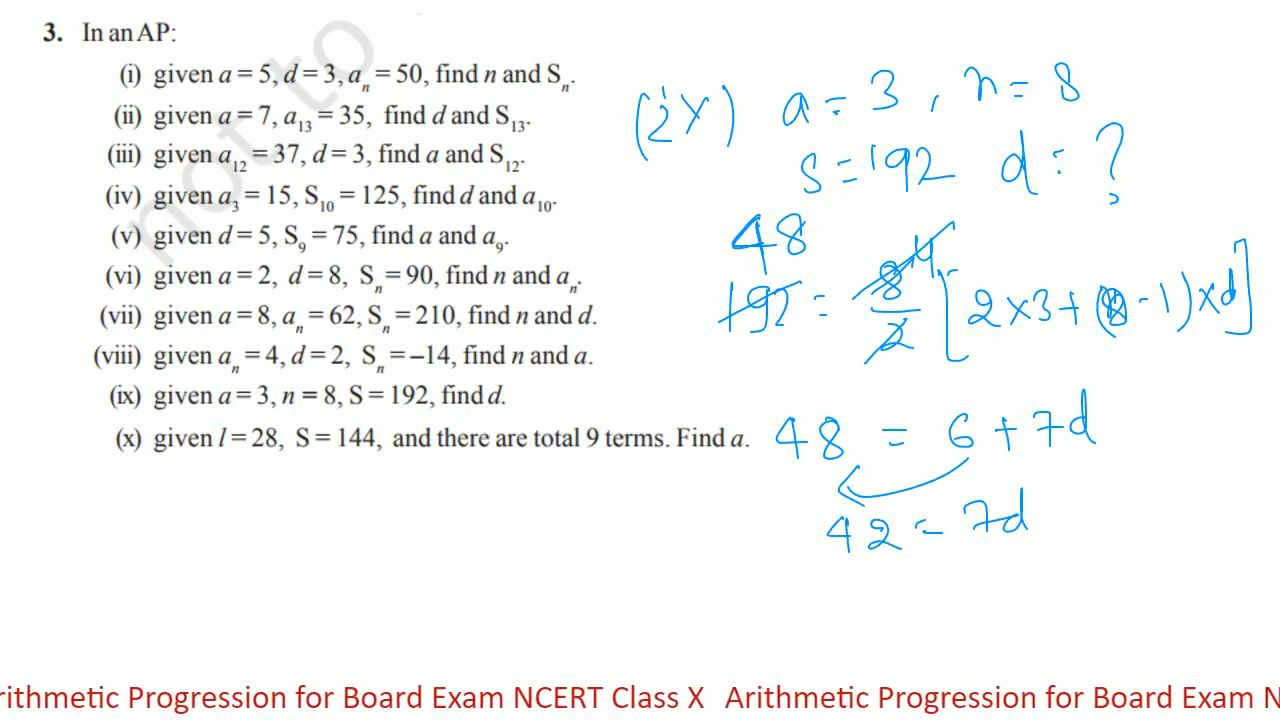 3. In an AP:
(i) given a = 5, d = 3, aₙ = 50, find n and Sₙ.
(ii) given a = 7, a₁₃ = 35, find d and S₁₃.
(iii) given a₁₂ = 37, d = 3, find a and S₁₂.
(iv) given a₃ = 15, S₁₀ = 125, find d and a₁₀.
(v) given d = 5, S₉ = 75, find a and a₉.
(vi) given a = 2, d = 8, Sₙ = 90, find n and aₙ.
(vii) given a = 8, aₙ = 62, Sₙ = 210, find n and d.
(viii) given aₙ = 4, d = 2, Sₙ = –14, find n and a.
(ix) given a = 3, n = 8, S = 192, find d.
(x) given l = 28, S = 144, and there are total 9 terms. Find a.
not to
(ix) a = 3, n = 8
S = 192 d = ?
48
192 = 8/2 4 [2×3+(8-1)×d]
48 = 6 + 7d
42 = 7d
rithmetic Progression for Board Exam NCERT Class X Arithmetic Progression for Board Exam N